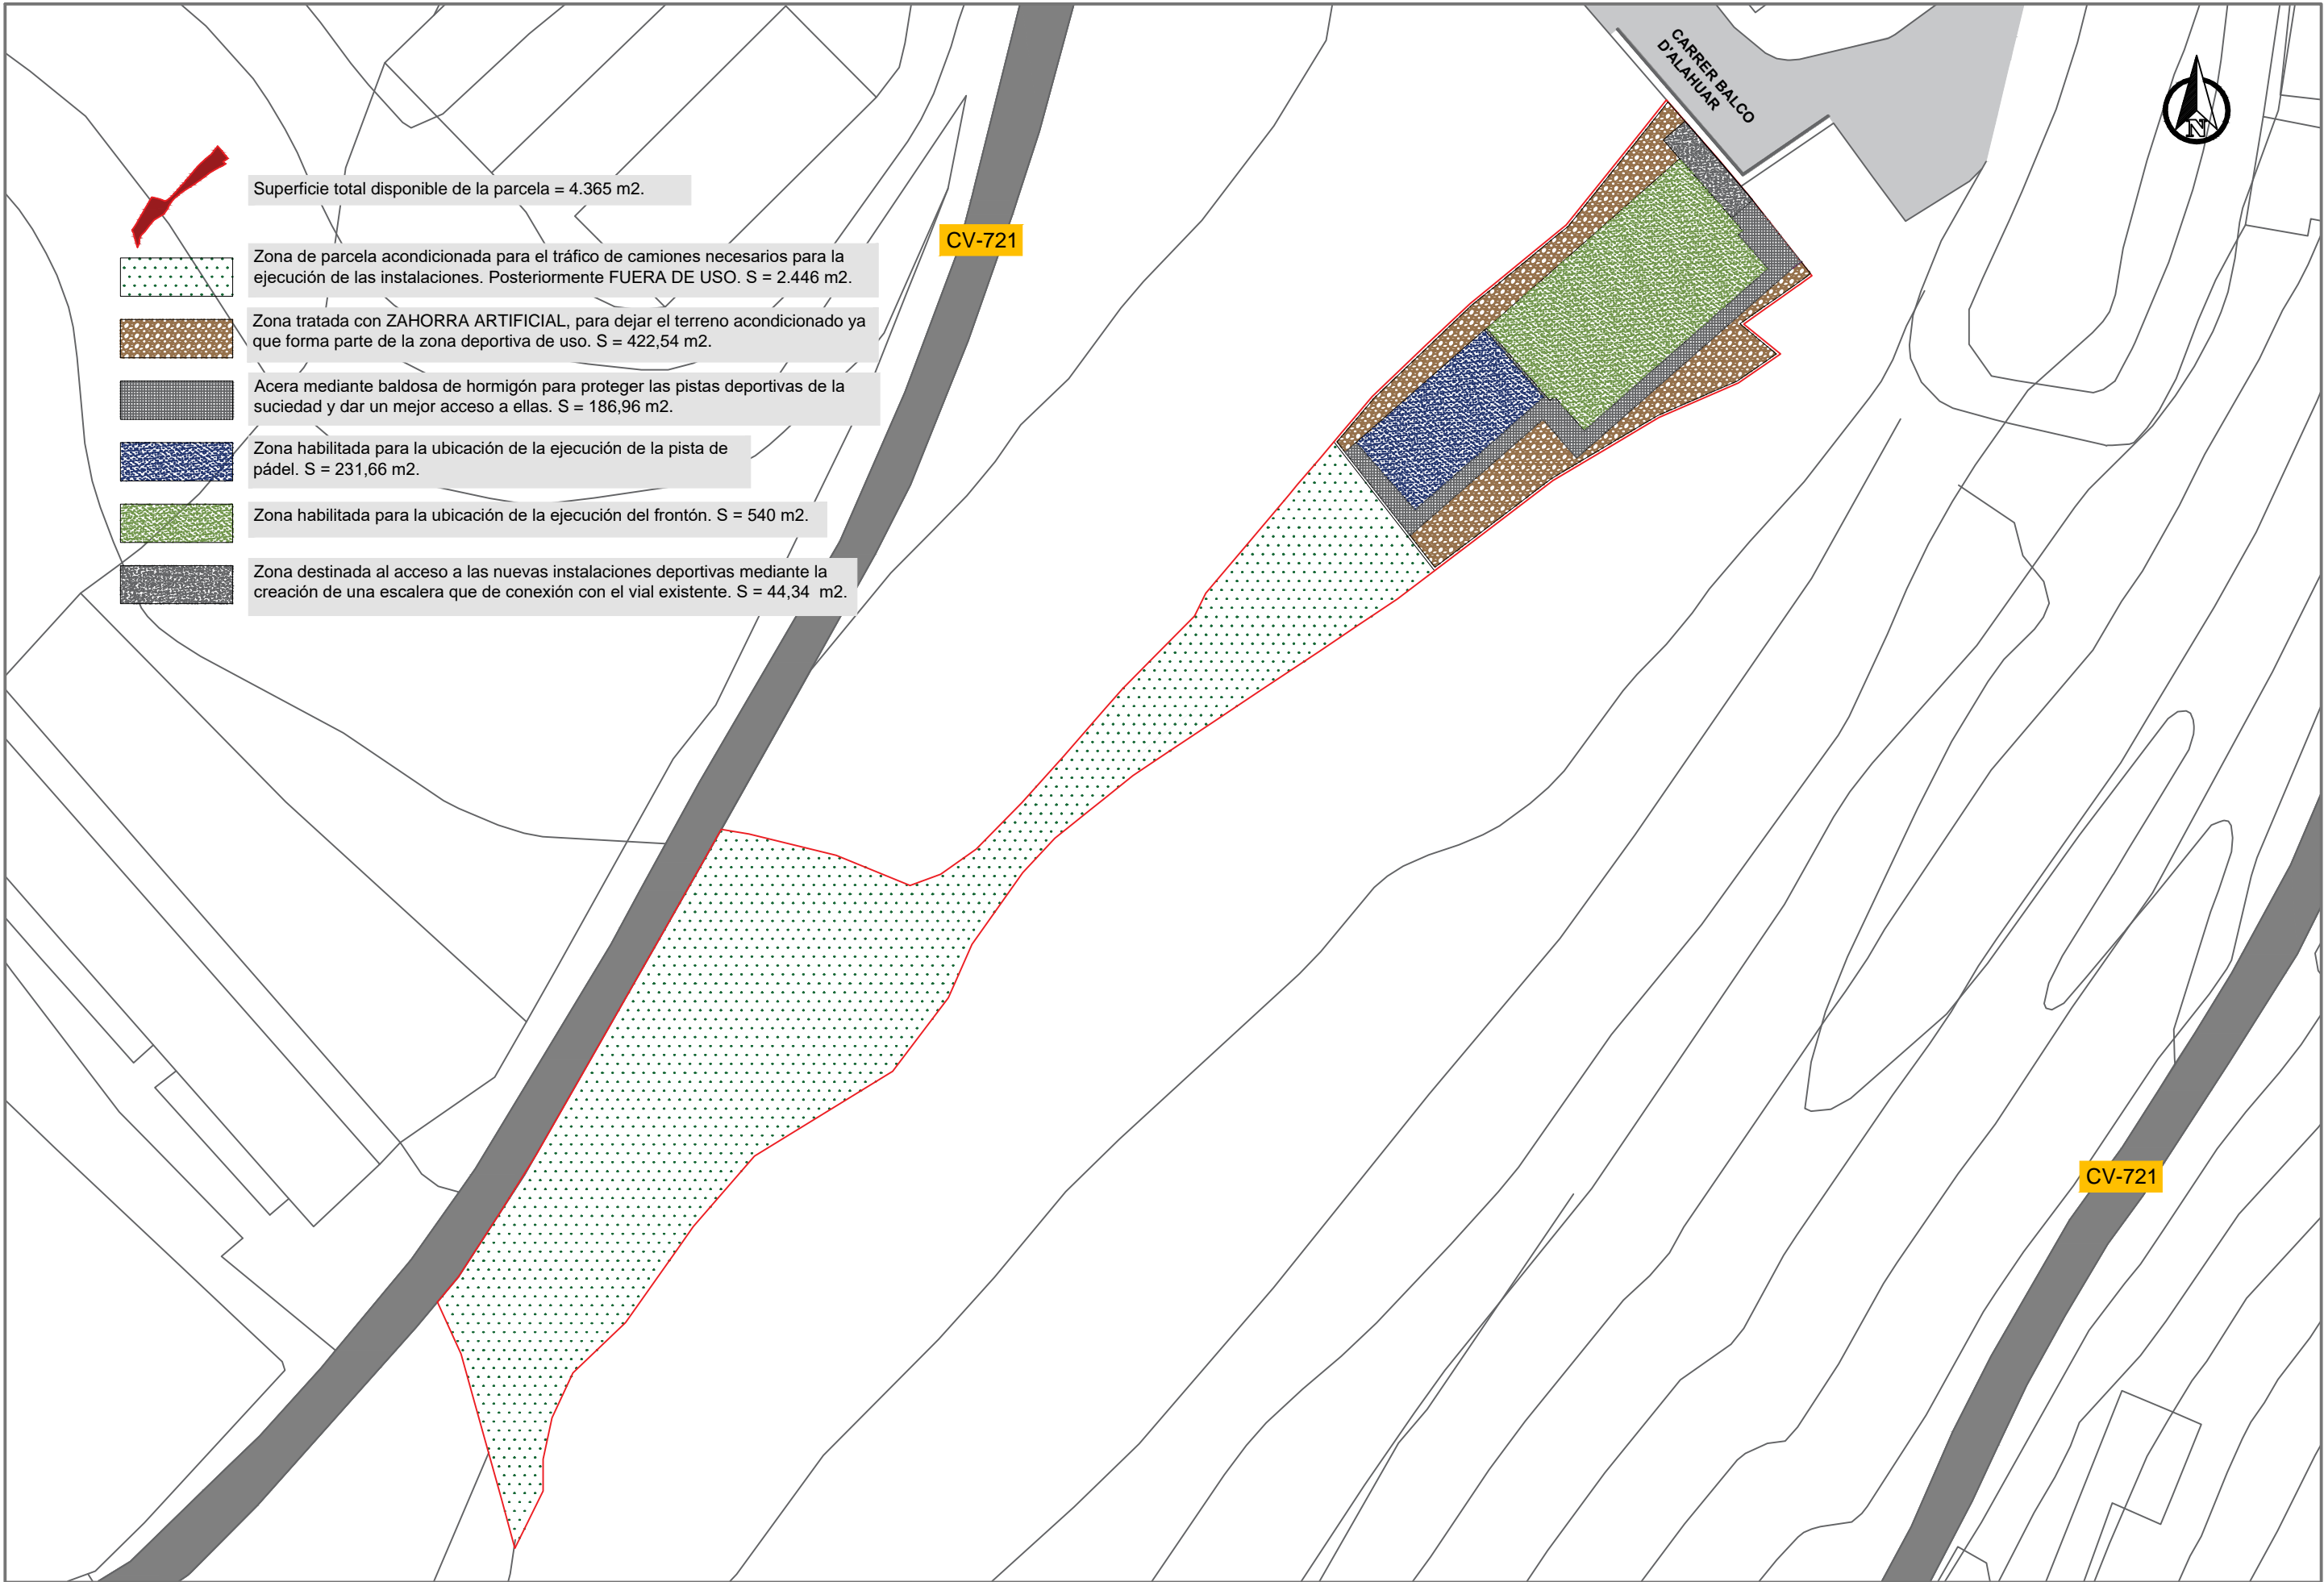 CARRER BALCO
D'ALAHUAR
N
Superficie total disponible de la parcela = 4.365 m2.
CV-721
Zona de parcela acondicionada para el tráfico de camiones necesarios para la
ejecución de las instalaciones. Posteriormente FUERA DE USO. S = 2.446 m2.
Zona tratada con ZAHORRA ARTIFICIAL, para dejar el terreno acondicionado ya
que forma parte de la zona deportiva de uso. S = 422,54 m2.
Acera mediante baldosa de hormigón para proteger las pistas deportivas de la
suciedad y dar un mejor acceso a ellas. S = 186,96 m2.
Zona habilitada para la ubicación de la ejecución de la pista de
pádel. S = 231,66 m2.
Zona habilitada para la ubicación de la ejecución del frontón. S = 540 m2.
Zona destinada al acceso a las nuevas instalaciones deportivas mediante la
creación de una escalera que de conexión con el vial existente. S = 44,34 m2.
CV-721